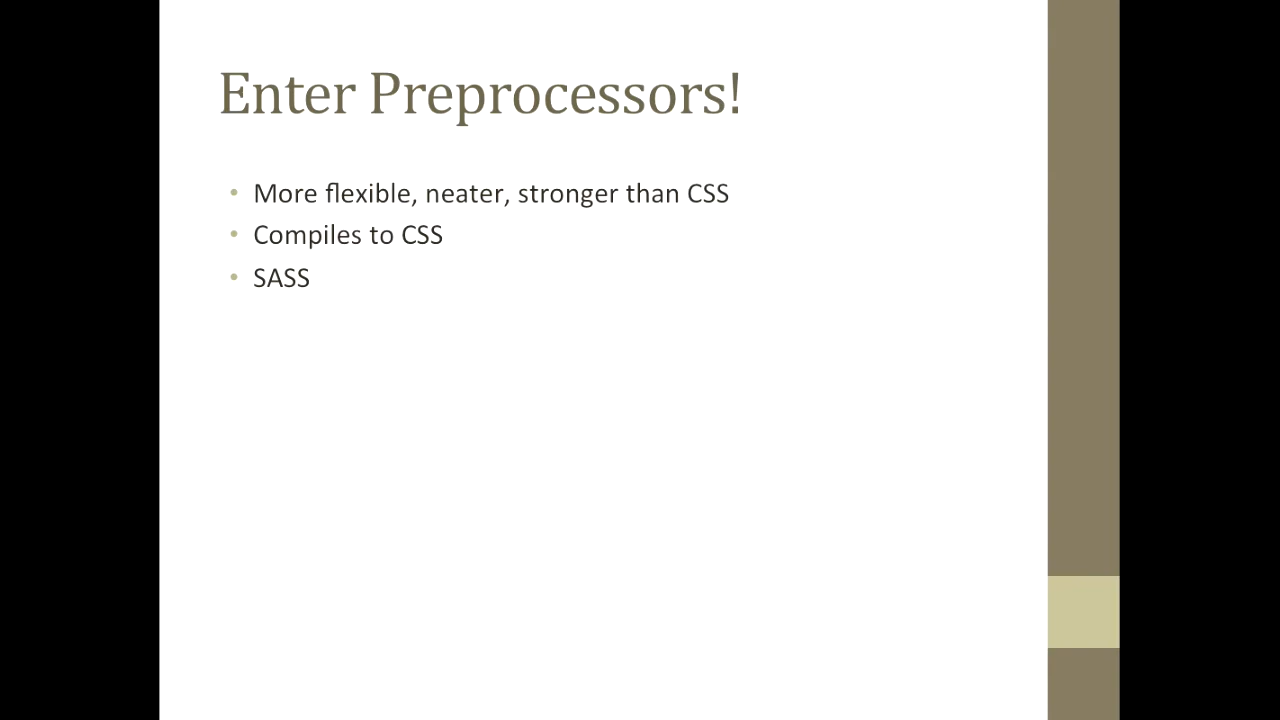 Enter Preprocessors!
• More flexible, neater, stronger than CSS
• Compiles to CSS
• SASS